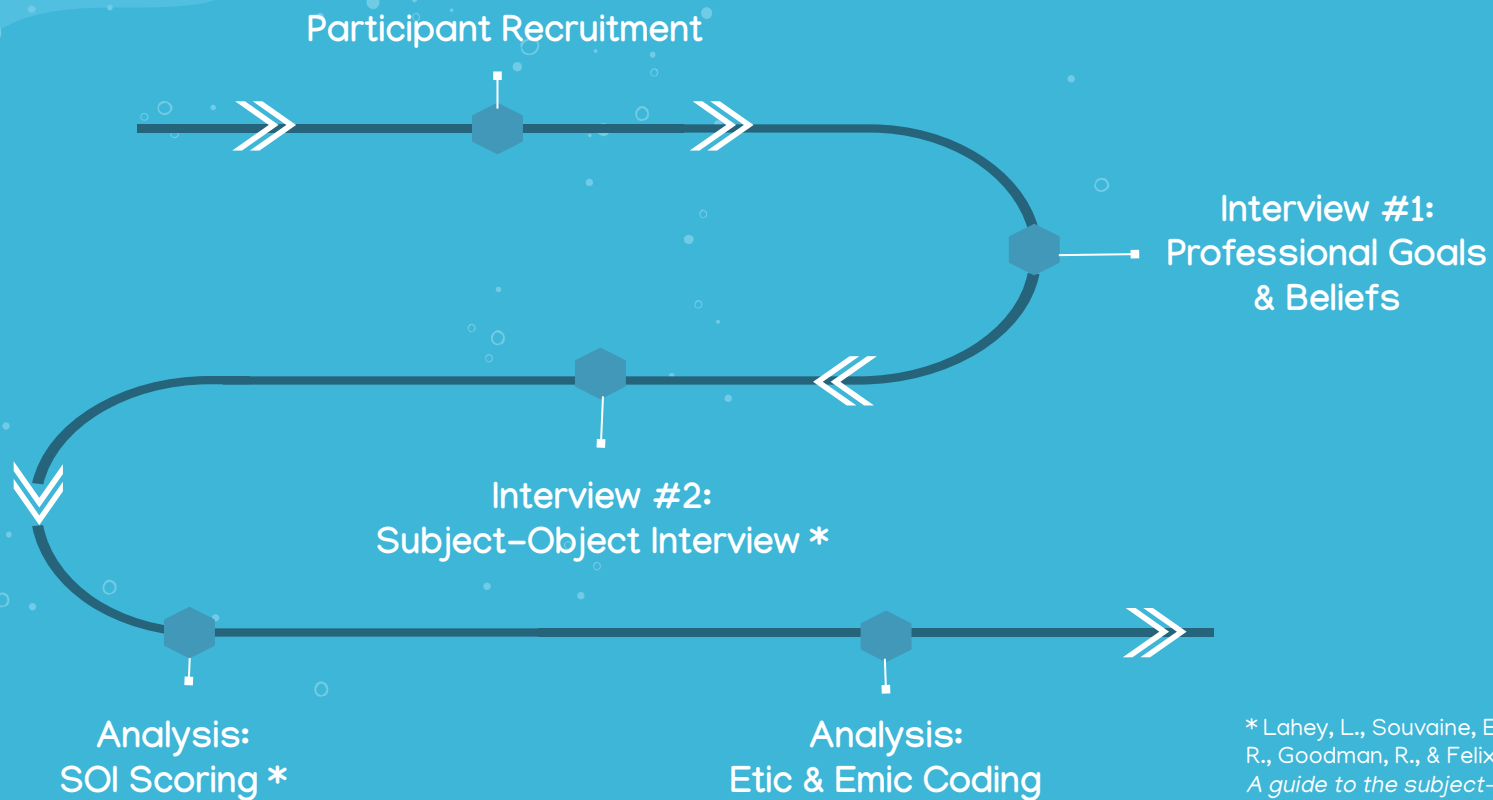 Participant Recruitment
Interview #1:
Professional Goals
& Beliefs
Interview #2:
Subject-Object Interview *
Analysis:
SOI Scoring *
Analysis:
Etic & Emic Coding
* Lahey, L., Souvaine, E
R., Goodman, R., & Felix
A guide to the subject-